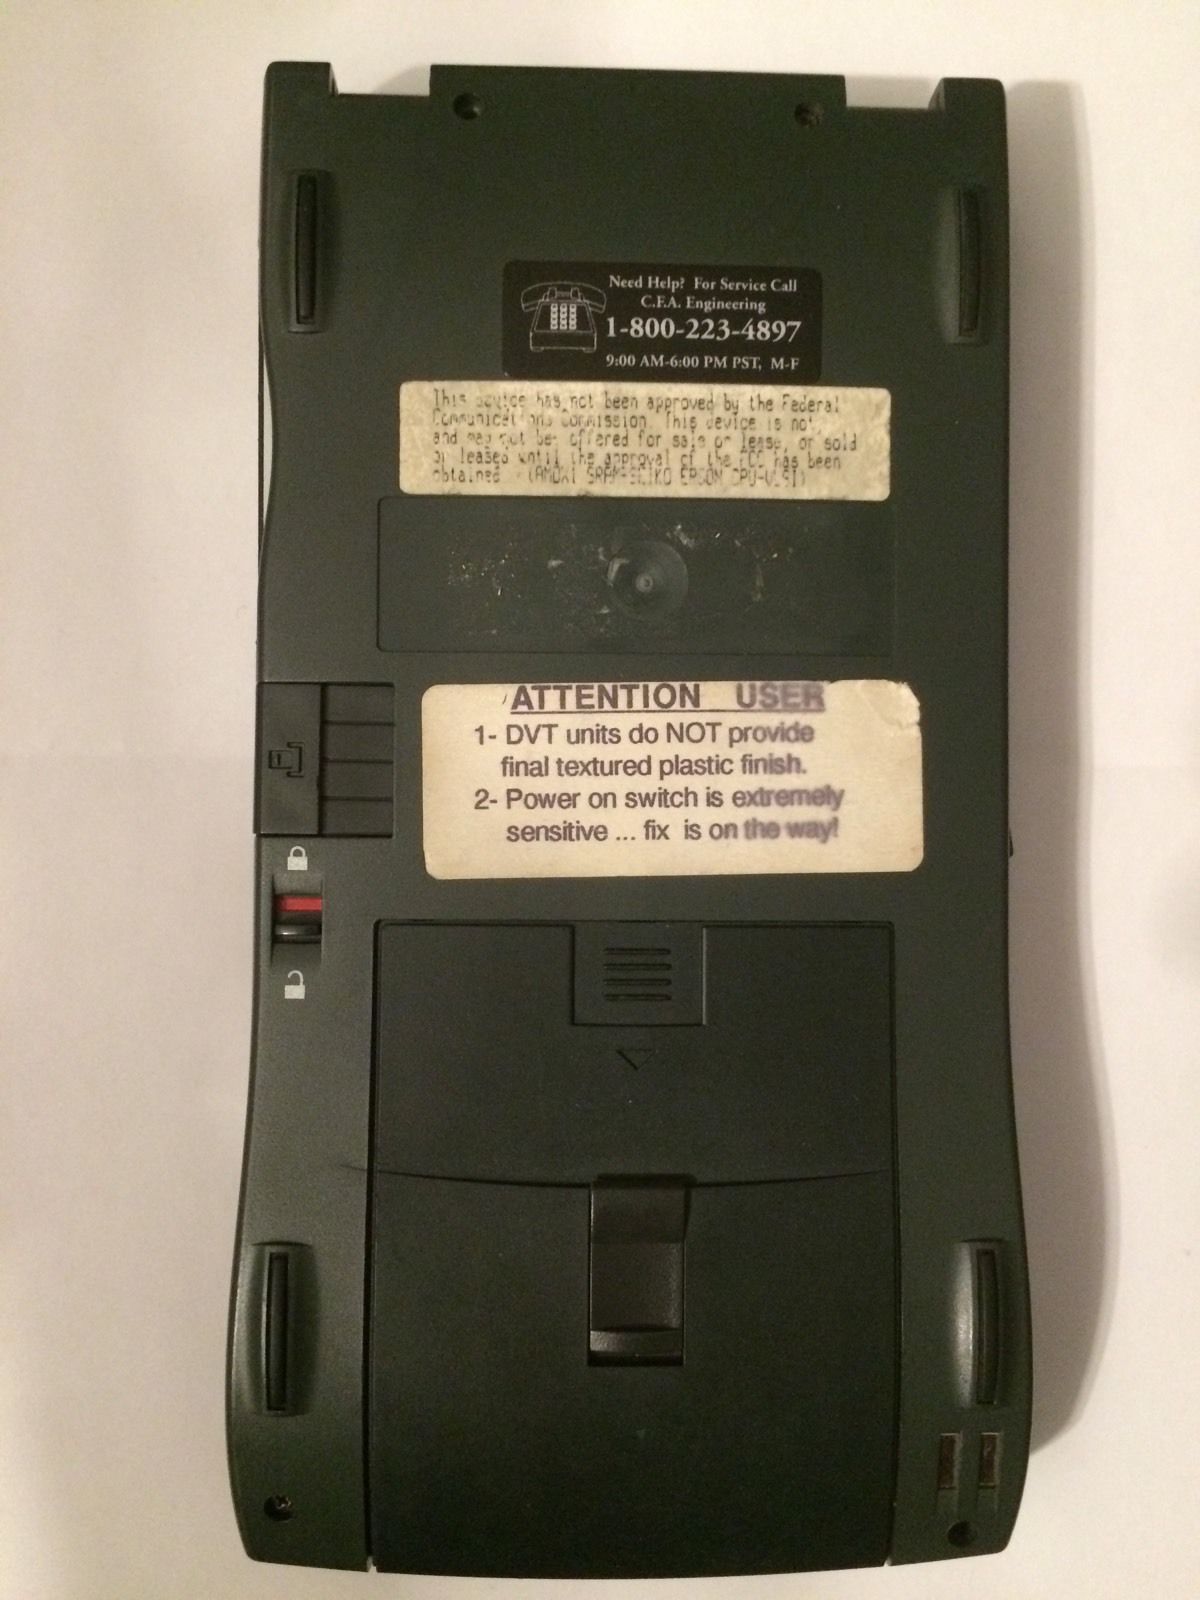 Need Help? For Service Call
C.F.A. Engineering
1-800-223-4897
9:00 AM-6:00 PM PST, M-F
This device has not been approved by the Federal
Communications Commission. This device is not,
and may not be offered for sale or lease, or sold
or leased until the approval of the FCC has been
obtained
ATTENTION USER
1- DVT units do NOT provide
final textured plastic finish.
2- Power on switch is extremely
sensitive ... fix is on the way!